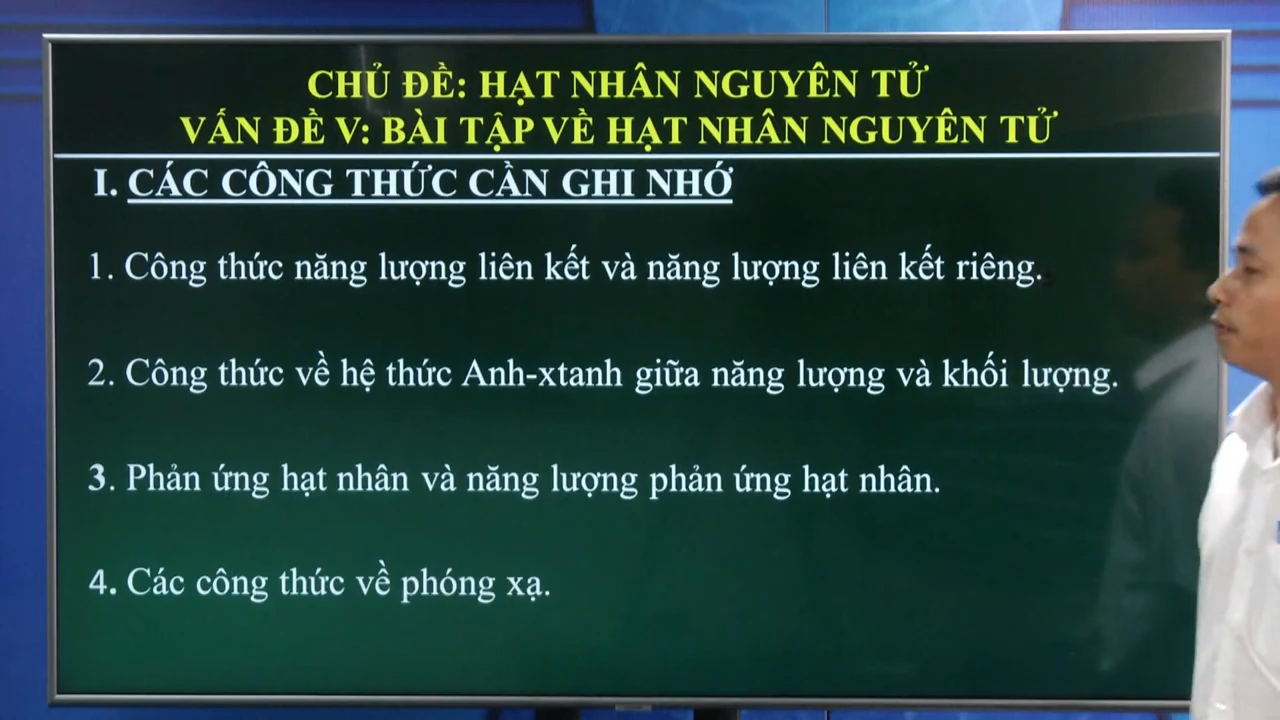 CHỦ ĐỀ: HẠT NHÂN NGUYÊN TỬ
VẤN ĐỀ V: BÀI TẬP VỀ HẠT NHÂN NGUYÊN TỬ
I. CÁC CÔNG THỨC CẦN GHI NHỚ
1. Công thức năng lượng liên kết và năng lượng liên kết riêng.
2. Công thức về hệ thức Anh-xtanh giữa năng lượng và khối lượng.
3. Phản ứng hạt nhân và năng lượng phản ứng hạt nhân.
4. Các công thức về phóng xạ.